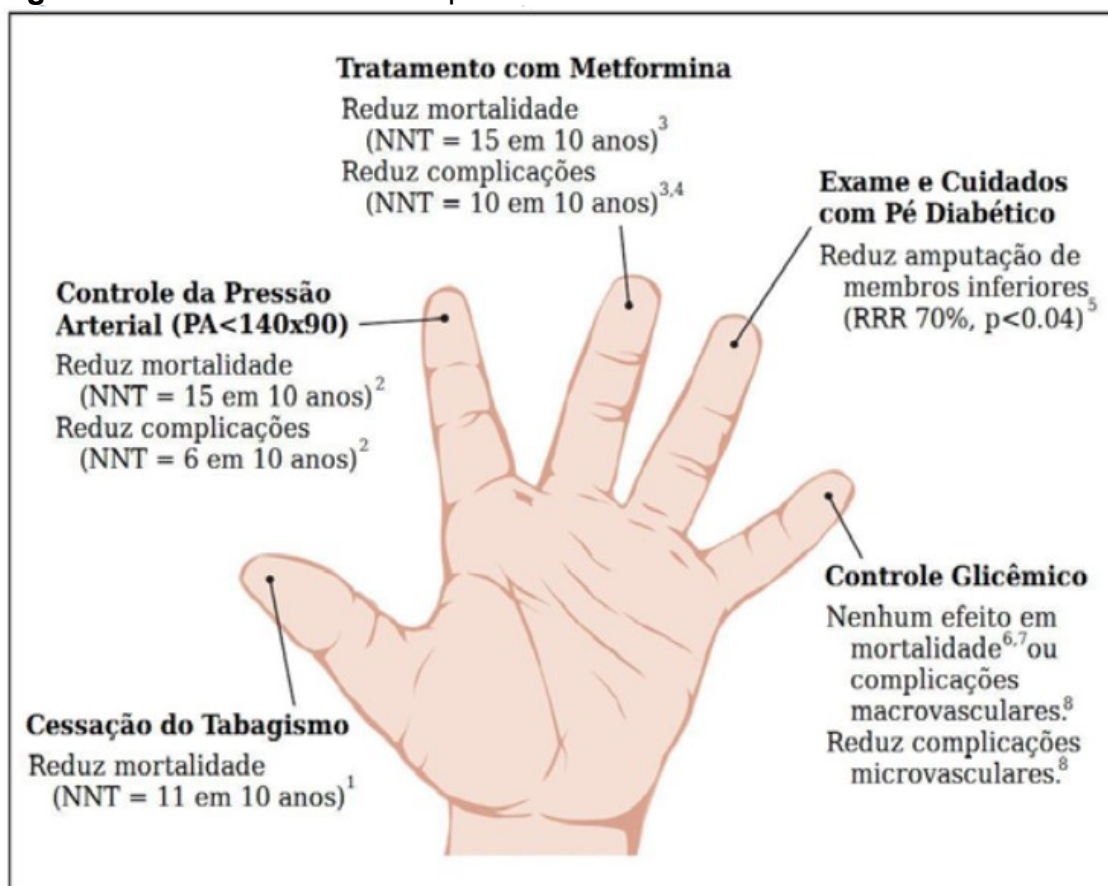 Tratamento com Metformina
Reduz mortalidade
(NNT = 15 em 10 anos)3
Reduz complicações
(NNT = 10 em 10 anos)3,4
Exame e Cuidados
com Pé Diabético
Reduz amputação de
membros inferiores
(RRR 70%, p<0.04)5
Controle da Pressão
Arterial (PA<140x90)
Reduz mortalidade
(NNT = 15 em 10 anos)2
Reduz complicações
(NNT = 6 em 10 anos)2
Controle Glicêmico
Nenhum efeito em
mortalidade6,7ou
complicações
macrovasculares.8
Reduz complicações
microvasculares.8
Cessação do Tabagismo
Reduz mortalidade
(NNT = 11 em 10 anos)1